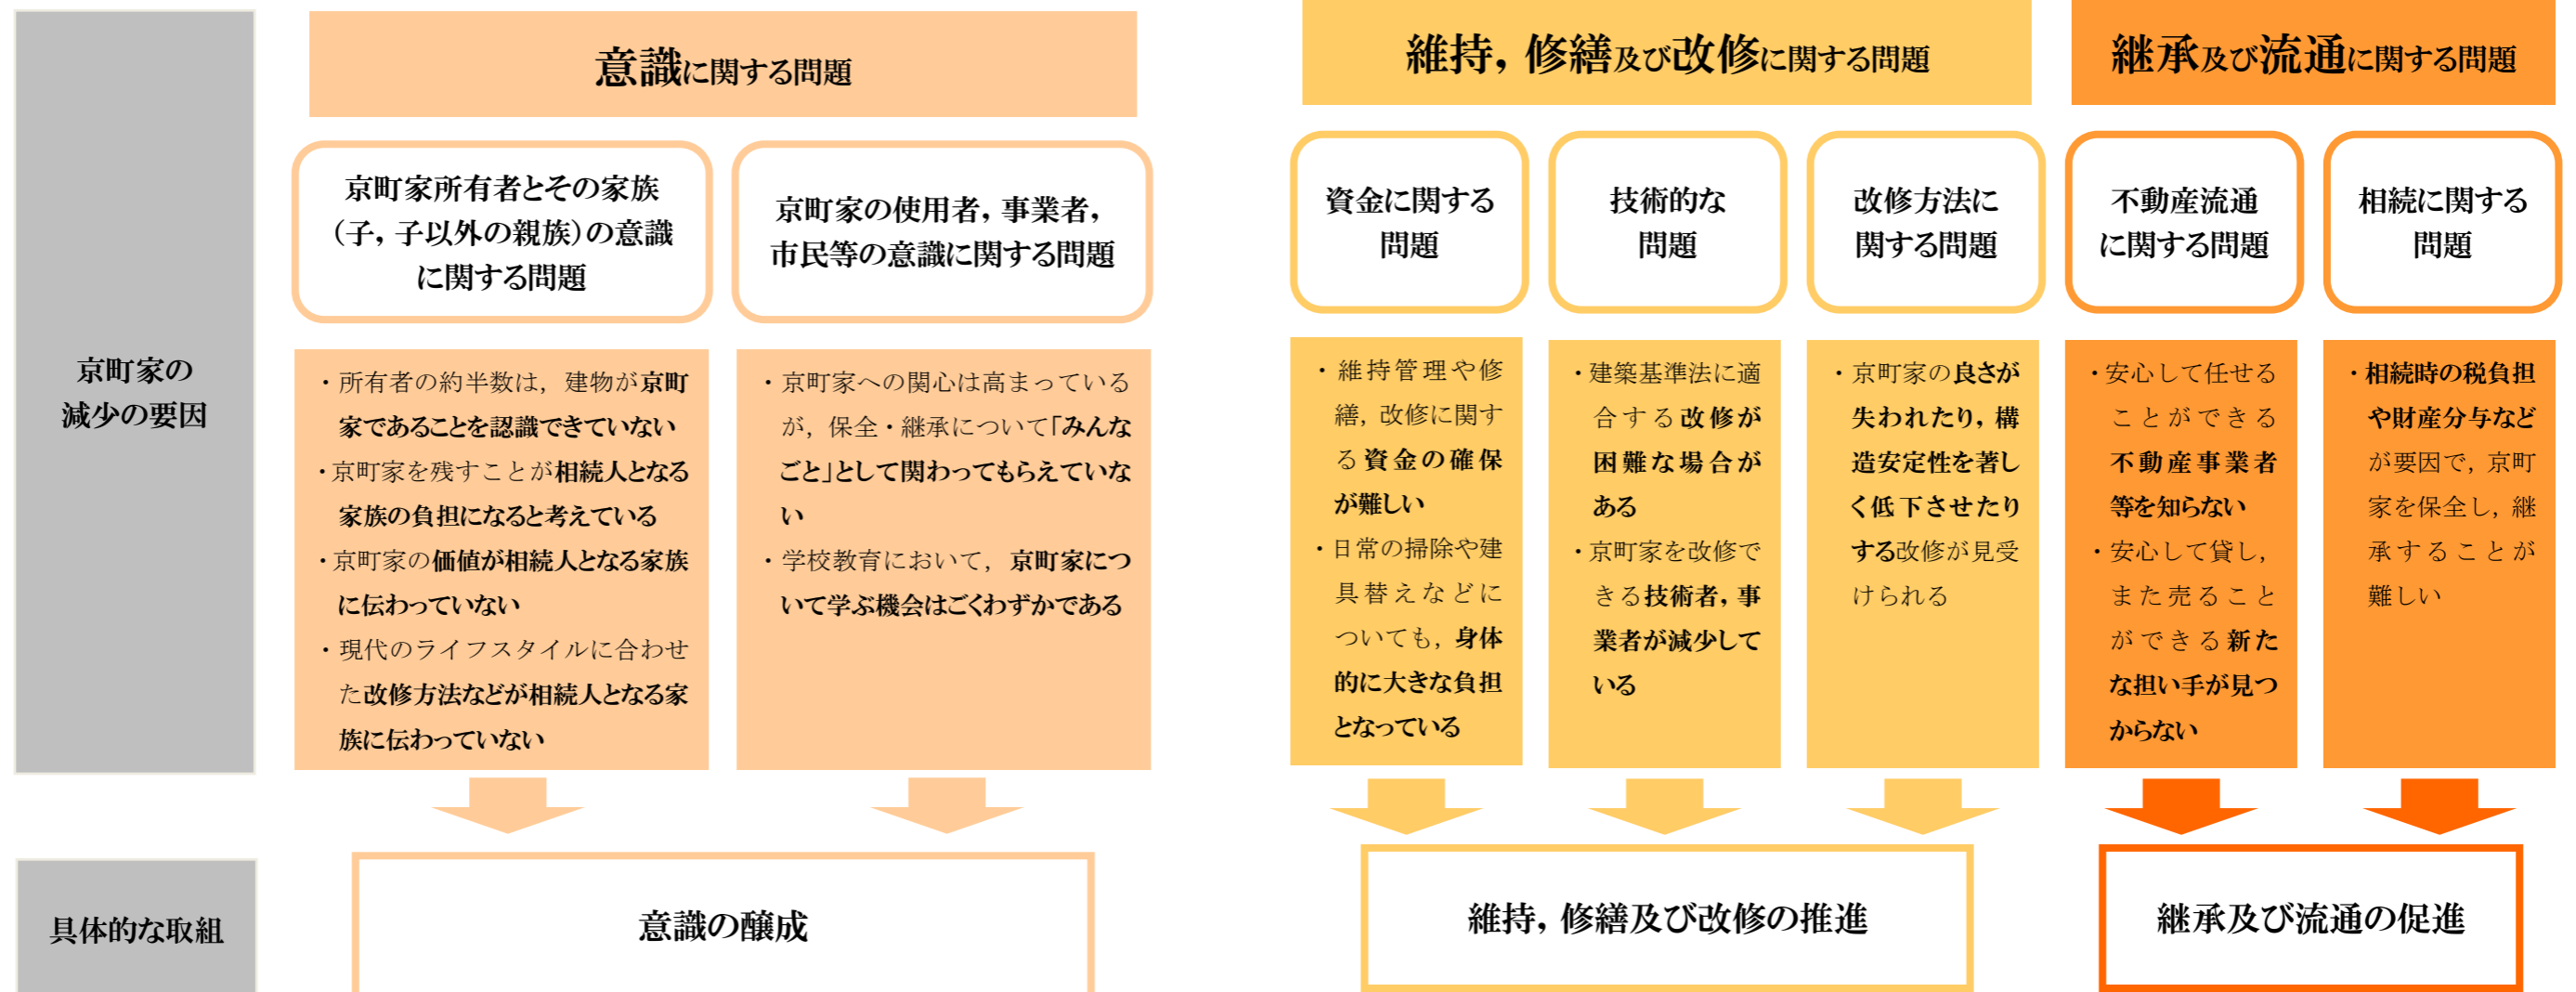 京町家の
減少の要因
意識に関する問題
京町家所有者とその家族
（子，子以外の親族）の意識
に関する問題
・所有者の約半数は，建物が京町
家であることを認識できていない
・京町家を残すことが相続人となる
家族の負担になると考えている
・京町家の価値が相続人となる家族
に伝わっていない
・現代のライフスタイルに合わせ
た改修方法などが相続人となる家
族に伝わっていない
京町家の使用者，事業者，
市民等の意識に関する問題
・京町家への関心は高まっている
が，保全・継承について「みんな
ごと」として関わってもらえていな
い
・学校教育において，京町家につ
いて学ぶ機会はごくわずかである
維持，修繕及び改修に関する問題
資金に関する
問題
・維持管理や修
繕，改修に関す
る資金の確保
が難しい
・日常の掃除や建
具替えなどに
ついても，身体
的に大きな負担
となっている
技術的な
問題
・建築基準法に適
合する改修が
困難な場合が
ある
・京町家を改修で
きる技術者，事
業者が減少して
いる
改修方法に
関する問題
・京町家の良さが
失われたり，構
造安定性を著し
く低下させたり
する改修が見受
けられる
継承及び流通に関する問題
不動産流通
に関する問題
・安心して任せる
ことができる
不動産事業者
等を知らない
・安心して貸し，
また売ること
ができる新た
な担い手が見つ
からない
相続に関する
問題
・相続時の税負担
や財産分与など
が要因で，京町
家を保全し，継
承することが
難しい
具体的な取組
意識の醸成
維持，修繕及び改修の推進
継承及び流通の促進